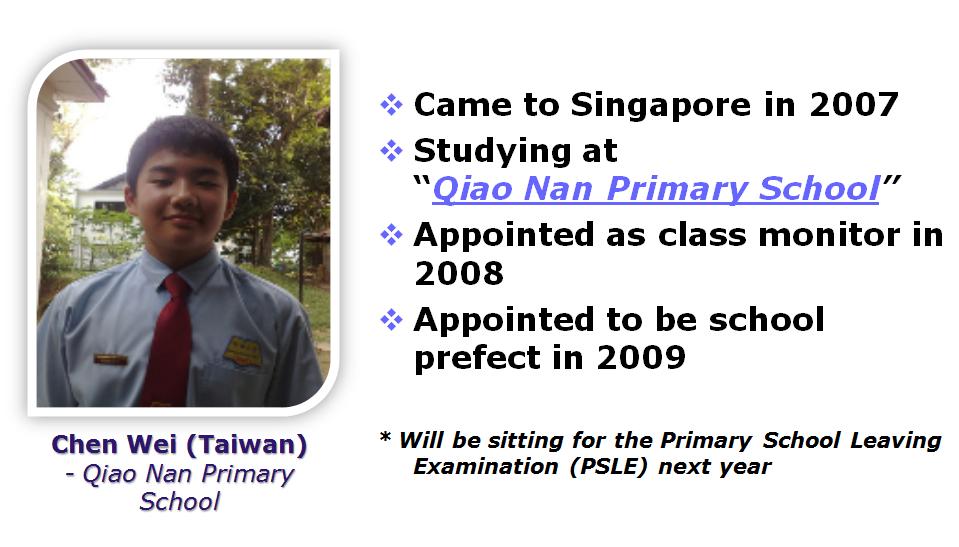 Came to Singapore in 2007
Studying at
“Qiao Nan Primary School”
Appointed as class monitor in
2008
Appointed to be school
prefect in 2009
* Will be sitting for the Primary School Leaving
Examination (PSLE) next year
Chen Wei (Taiwan)
- Qiao Nan Primary
School